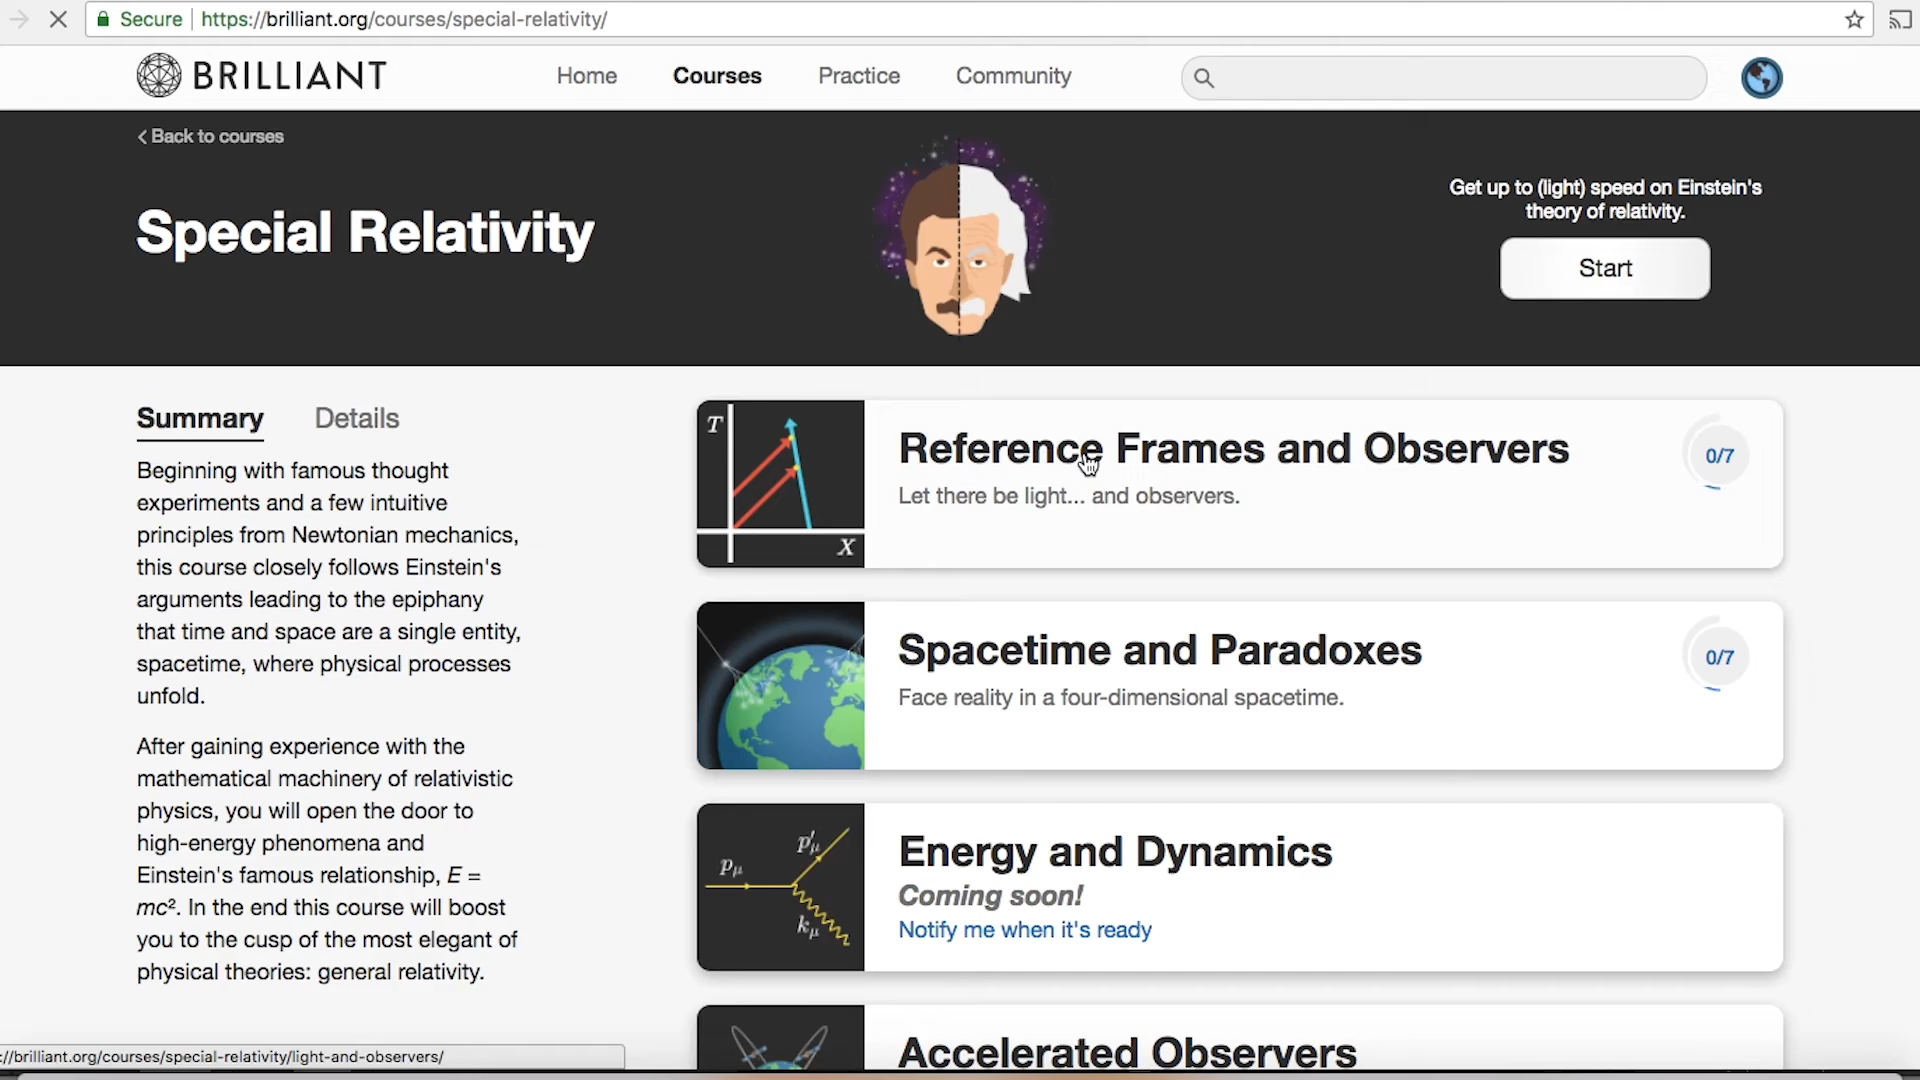 Secure | https://brilliant.org/courses/special-relativity/
BRILLIANT
Home Courses Practice Community
Back to courses
Special Relativity
Get up to (light) speed on Einstein's
theory of relativity.
Start
Summary Details
Beginning with famous thought
experiments and a few intuitive
principles from Newtonian mechanics,
this course closely follows Einstein's
arguments leading to the epiphany
that time and space are a single entity,
spacetime, where physical processes
unfold.
After gaining experience with the
mathematical machinery of relativistic
physics, you will open the door to
high-energy phenomena and
Einstein's famous relationship, E =
mc². In the end this course will boost
you to the cusp of the most elegant of
physical theories: general relativity.
T
X
Reference Frames and Observers
Let there be light... and observers.
0/7
Spacetime and Paradoxes
Face reality in a four-dimensional spacetime.
0/7
pμ
p′μ
kμ
Energy and Dynamics
Coming soon!
Notify me when it's ready
Accelerated Observers
://brilliant.org/courses/special-relativity/light-and-observers/